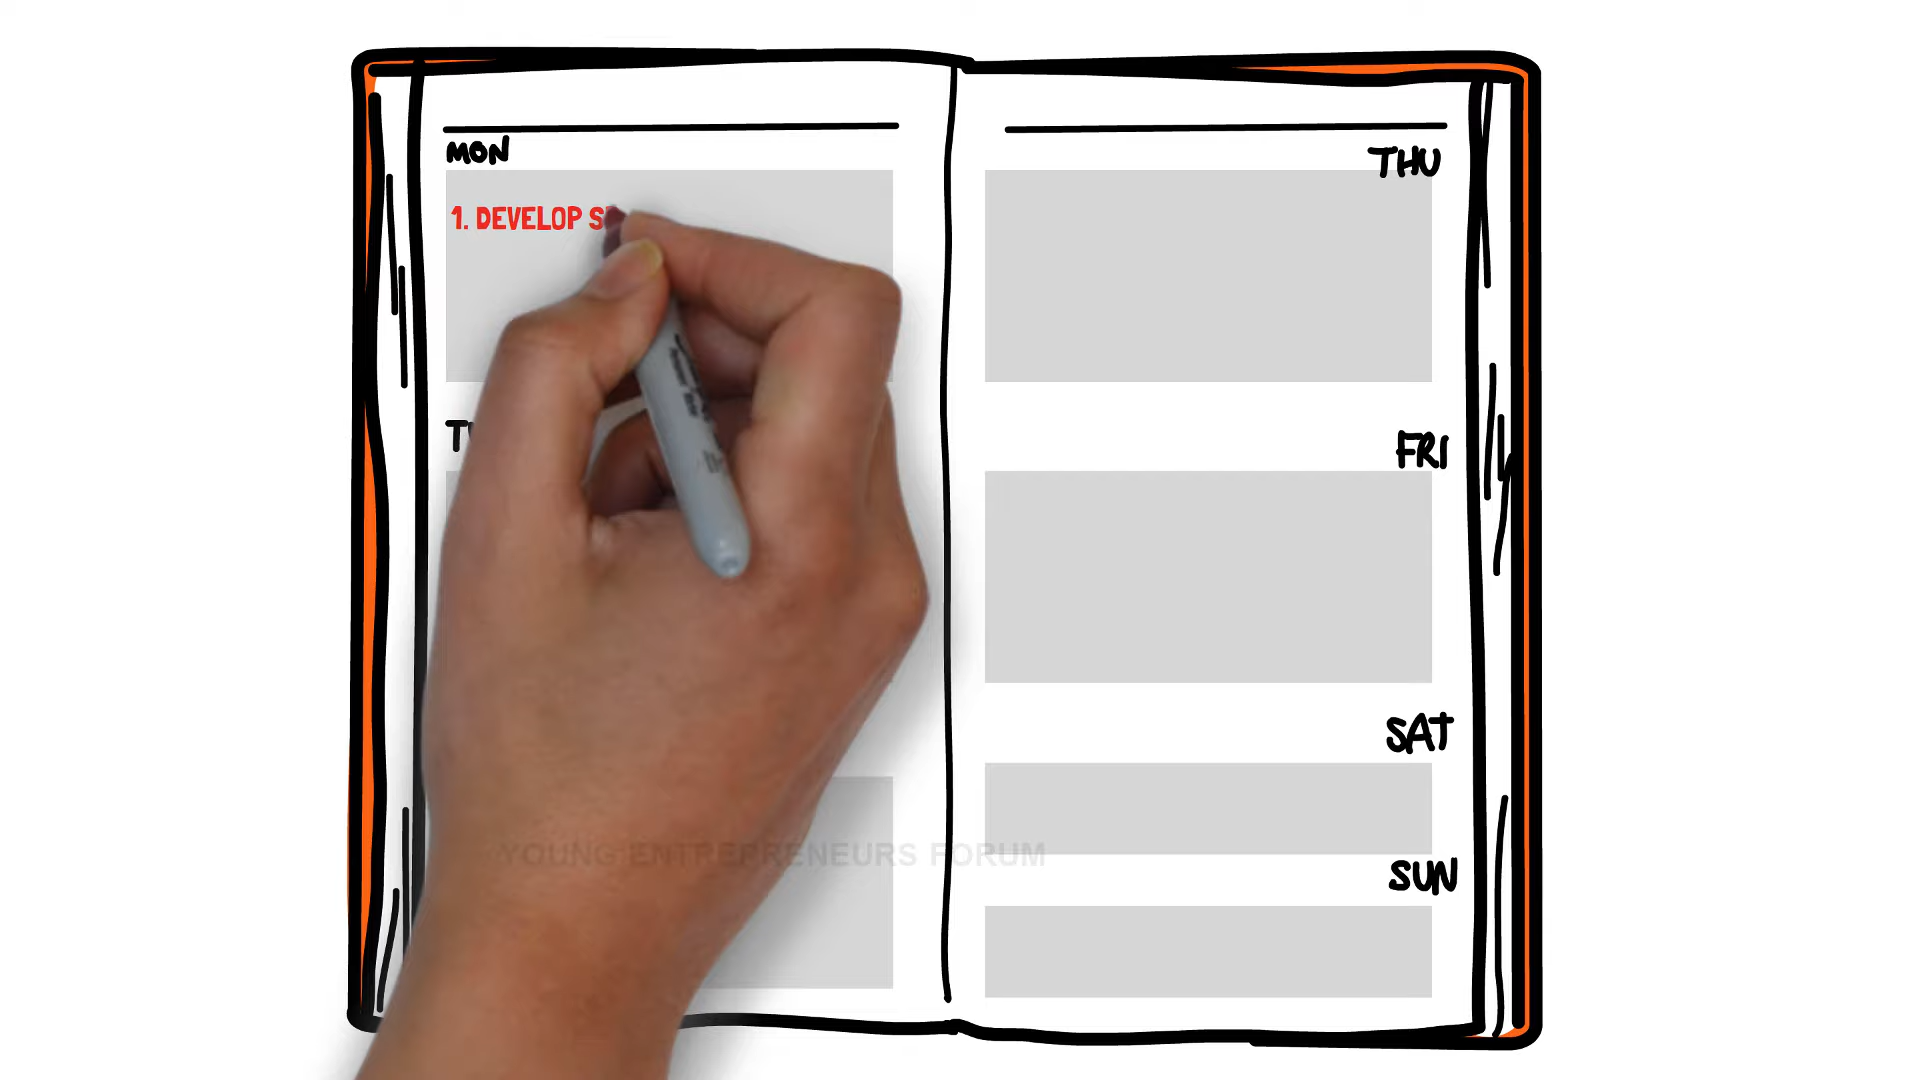 MON
1. DEVELOP
THU
FRI
SAT
SUN
YOUNG ENTREPRENEURS FORUM